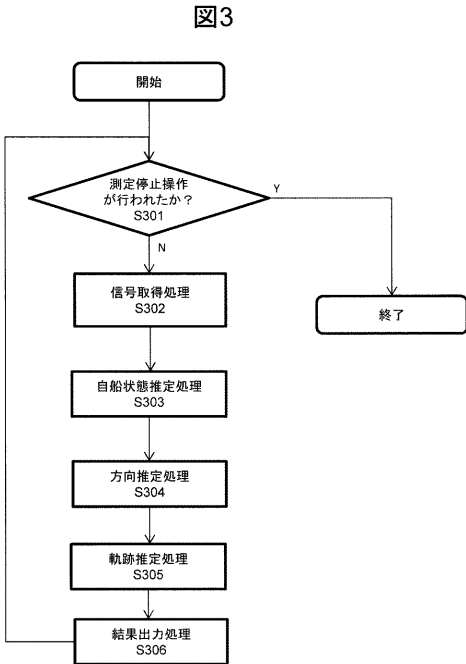 図3
開始
測定停止操作
が行われたか？
S301
Y
N
信号取得処理
S302
終了
自船状態推定処理
S303
方向推定処理
S304
軌跡推定処理
S305
結果出力処理
S306